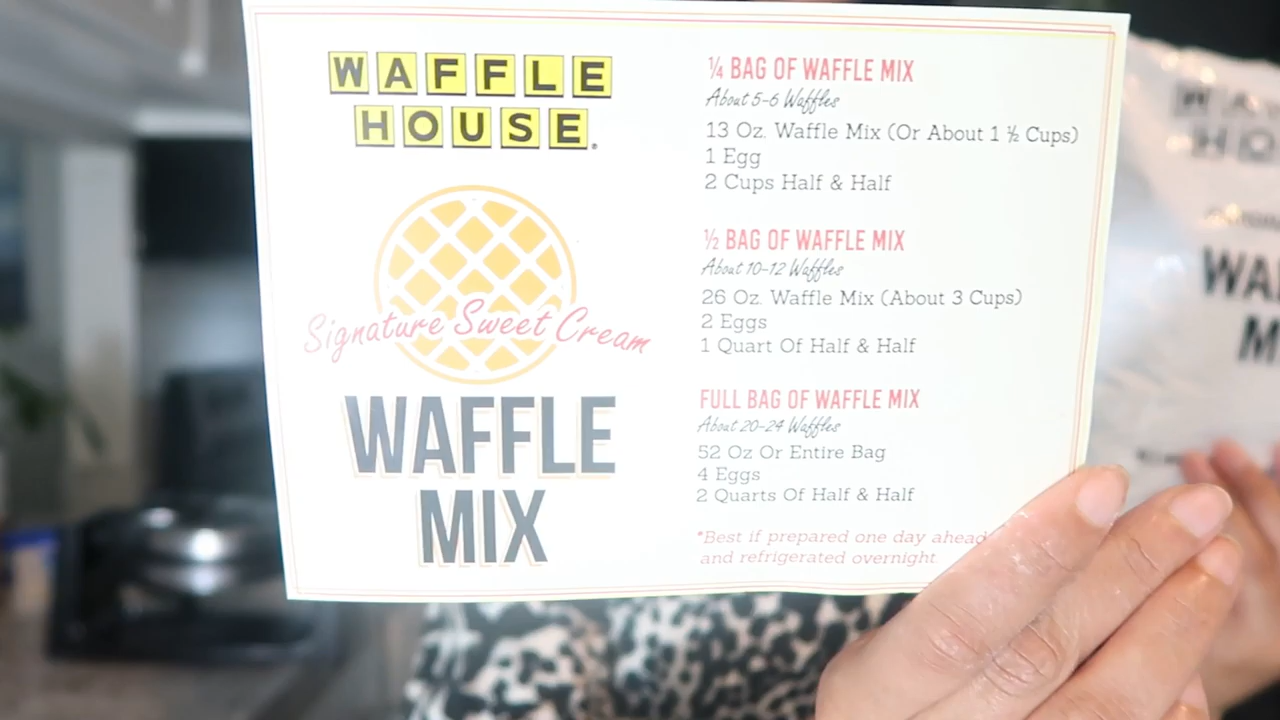 WAFFLE
HOUSE®
Signature Sweet Cream
WAFFLE
MIX
¼ BAG OF WAFFLE MIX
About 5-6 Waffles
13 Oz. Waffle Mix (Or About 1 ½ Cups)
1 Egg
2 Cups Half & Half
½ BAG OF WAFFLE MIX
About 10-12 Waffles
26 Oz. Waffle Mix (About 3 Cups)
2 Eggs
1 Quart Of Half & Half
FULL BAG OF WAFFLE MIX
About 20-24 Waffles
52 Oz Or Entire Bag
4 Eggs
2 Quarts Of Half & Half
*Best if prepared one day ahead
and refrigerated overnight.